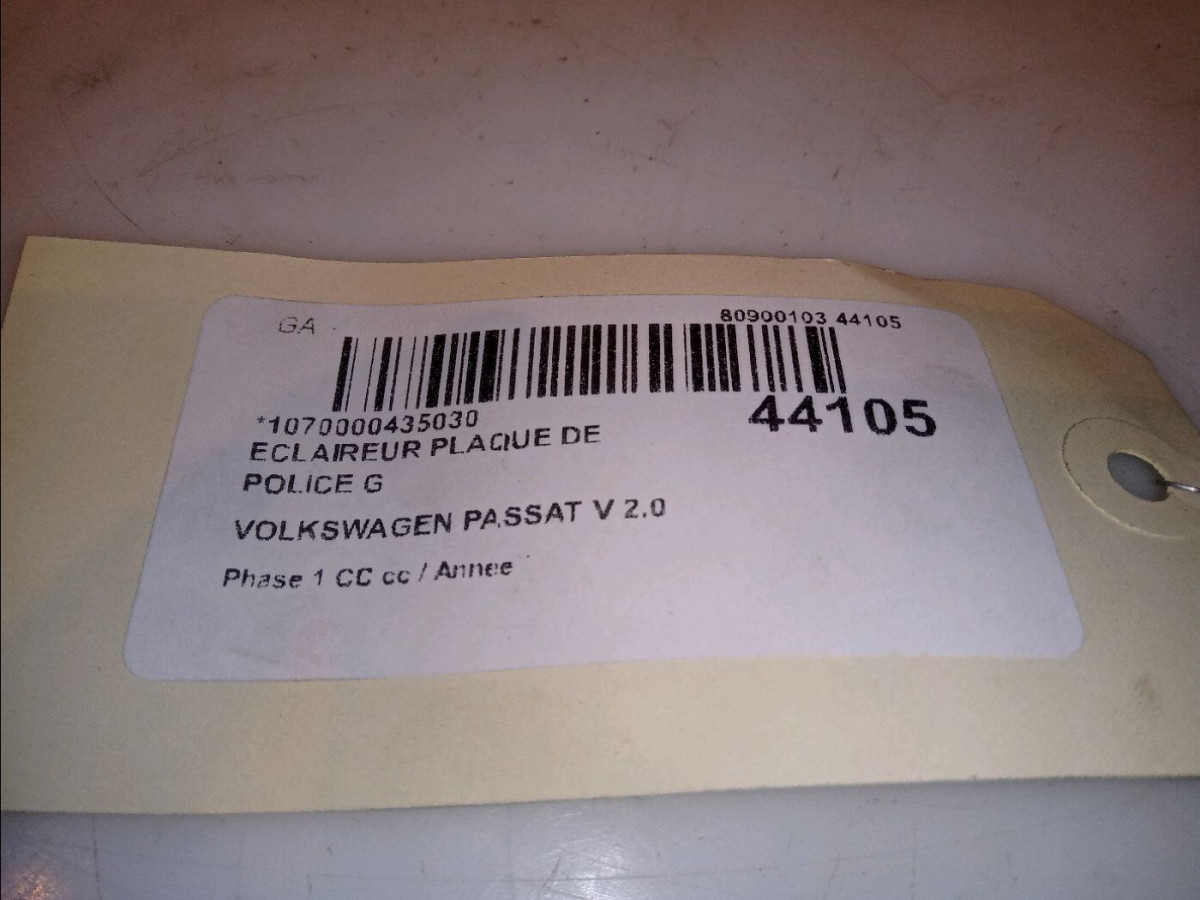 GA
80900103 44105
*1070000435030
44105
ECLAIREUR PLAQUE DE
POLICE G
VOLKSWAGEN PASSAT V 2.0
Phase 1 CC cc / Annee